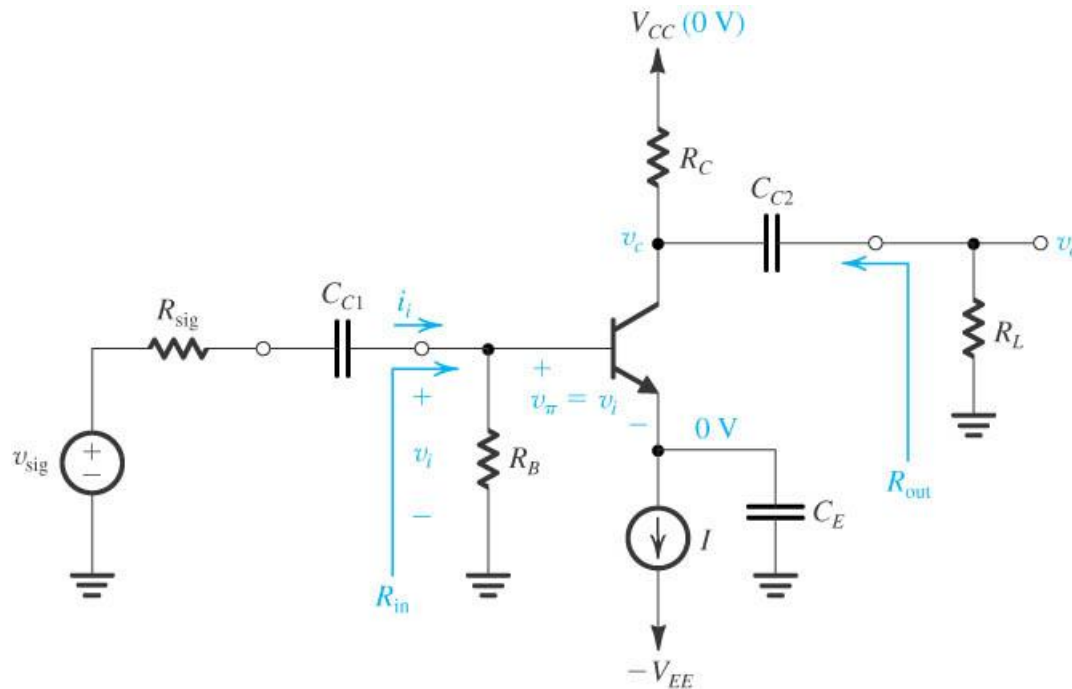 V_CC (0 V)
R_C
C_C2
v_c
C_C1
i_i
R_sig
R_L
+
v_π = v_i
−
+
0 V
v_sig
+
−
v_i
R_B
R_out
−
I
C_E
R_in
−V_EE